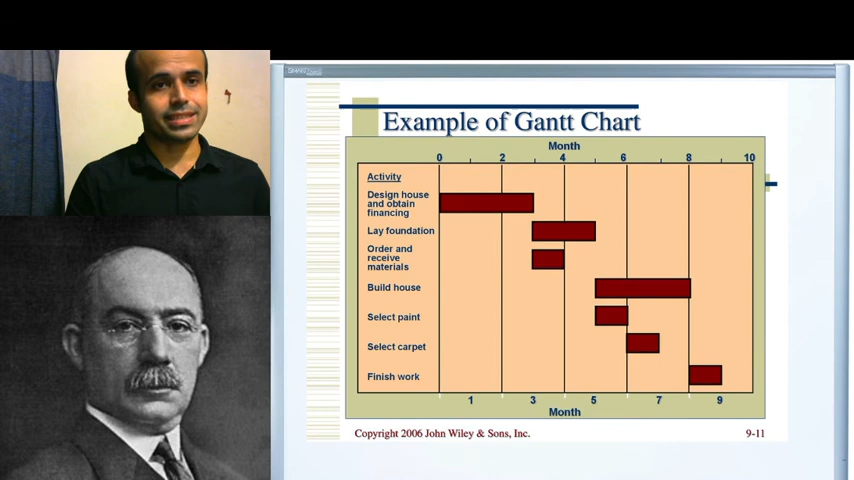 Example of Gantt Chart
Month
0 2 4 6 8 10
Activity
Design house
and obtain
financing
Lay foundation
Order and
receive
materials
Build house
Select paint
Select carpet
Finish work
1 3 5 7 9
Month
Copyright 2006 John Wiley & Sons, Inc.
9-11